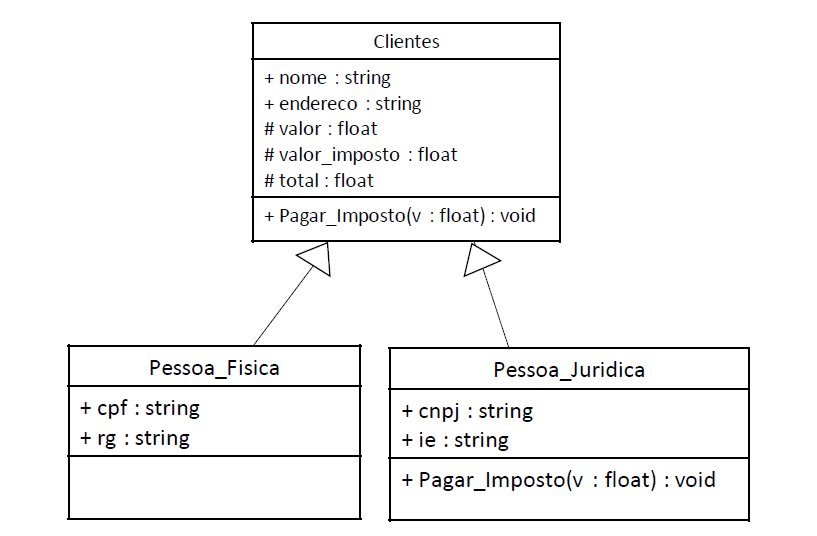 Clientes
+ nome : string
+ endereco : string
# valor : float
# valor_imposto : float
# total : float
+ Pagar_Imposto(v : float) : void
Pessoa_Fisica
+ cpf : string
+ rg : string
Pessoa_Juridica
+ cnpj : string
+ ie : string
+ Pagar_Imposto(v : float) : void